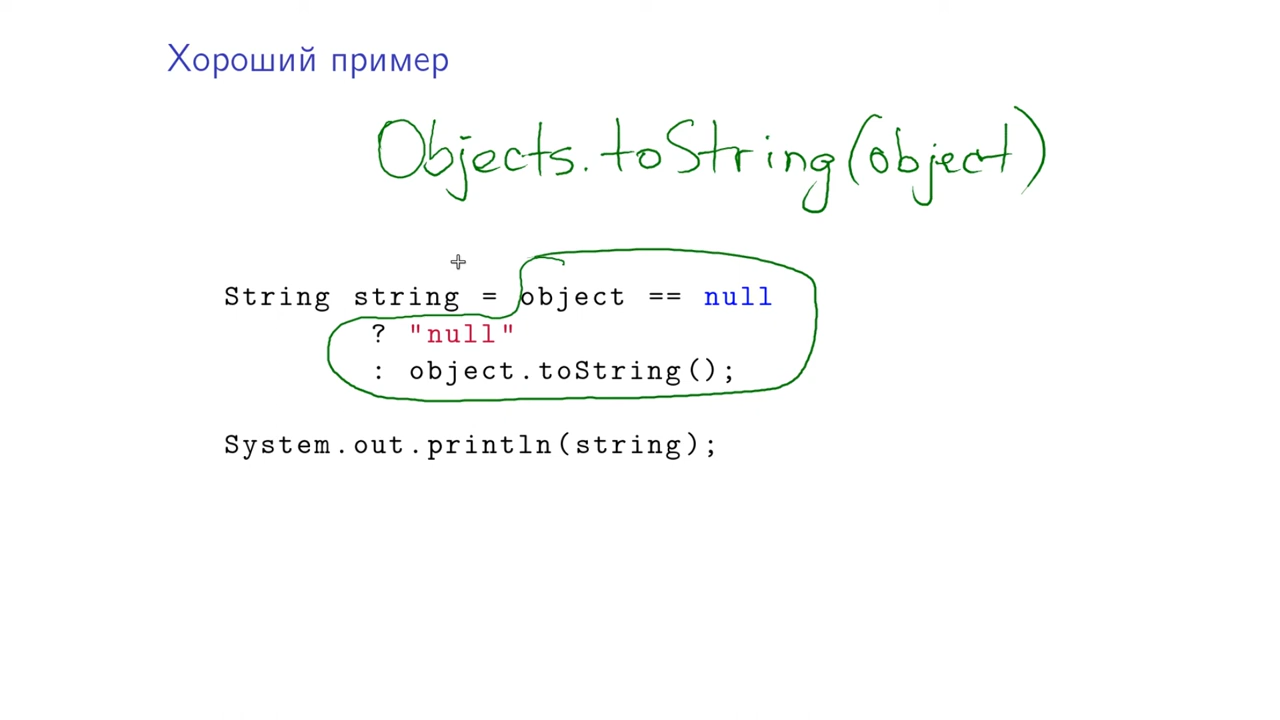 Хороший пример
Objects.toString(object)
String string = object == null
? "null"
: object.toString();
System.out.println(string);